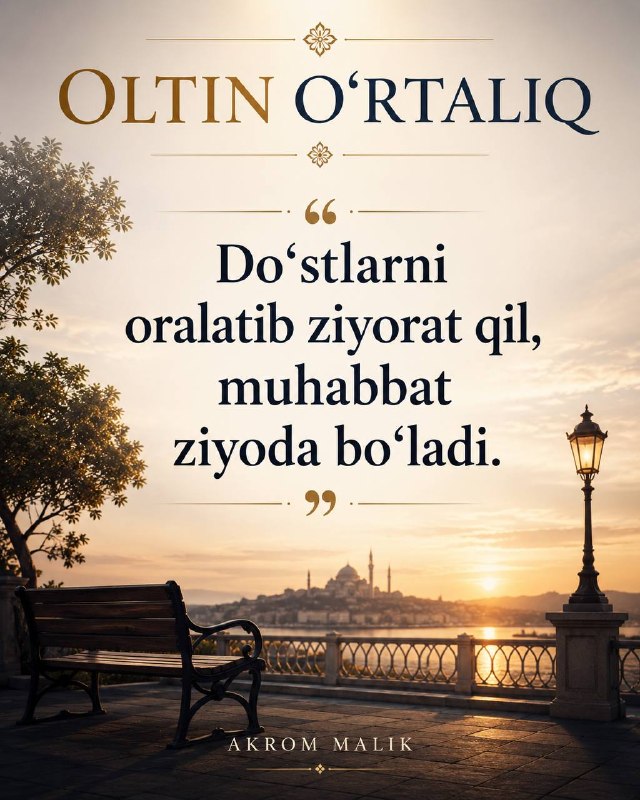 OLTIN O‘RTALIQ
“
Do‘stlarni
oralatib ziyorat qil,
muhabbat
ziyoda bo‘ladi.
”
AKROM MALIK